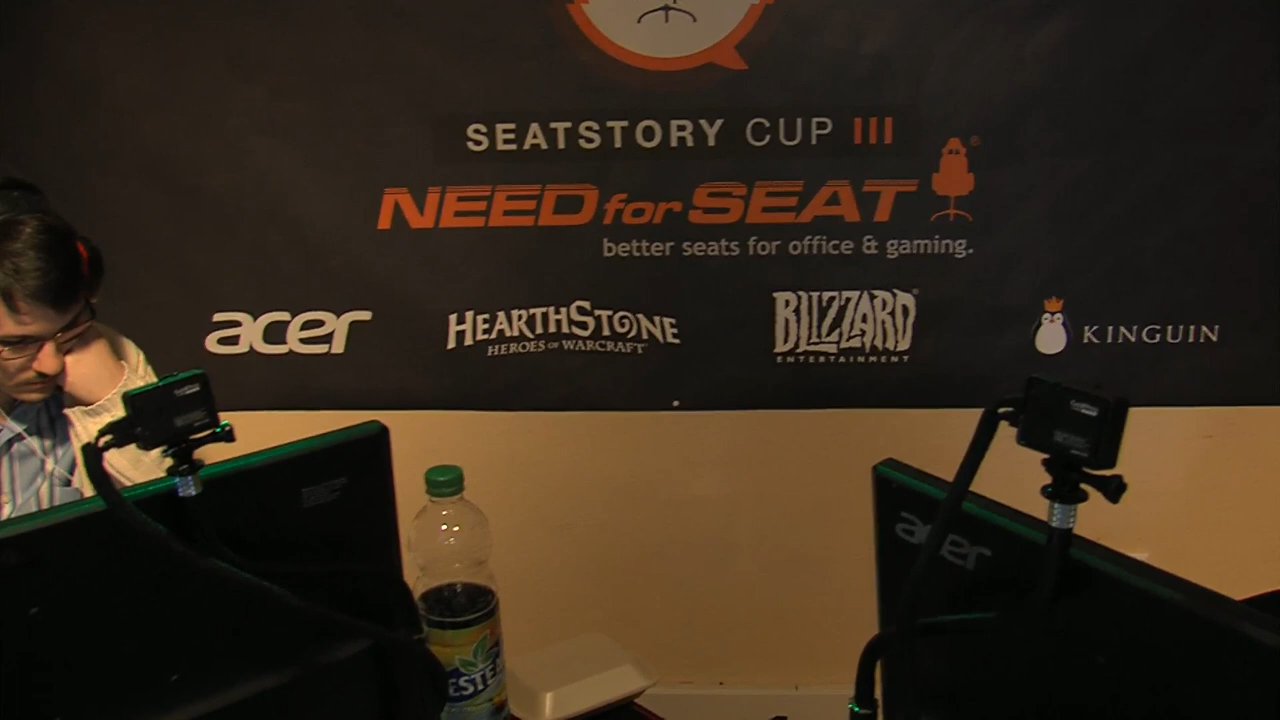 SEATSTORY CUP III
NEED for SEAT ®
better seats for office & gaming.
acer
HEARTHSTONE
HEROES OF WARCRAFT
BLIZZARD®
ENTERTAINMENT
KINGUIN
acer
NESTEA